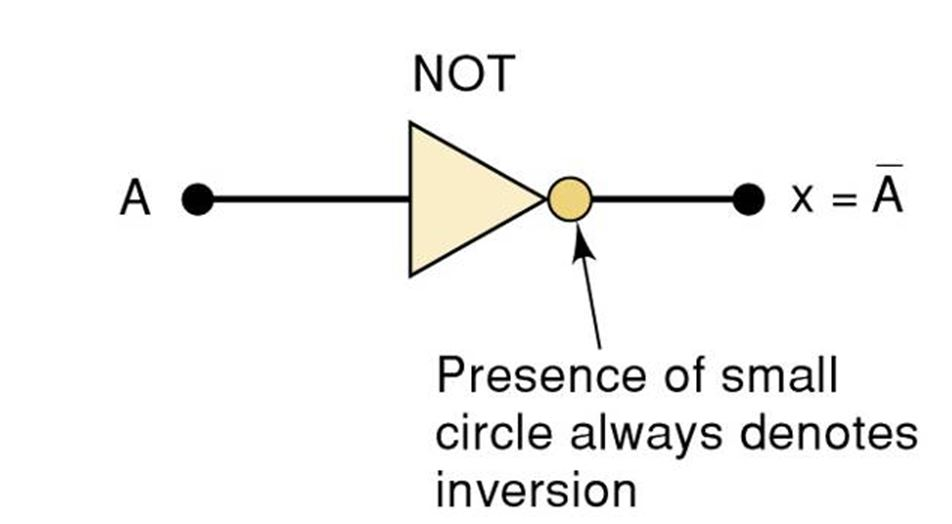 NOT
A
x = A̅
Presence of small
circle always denotes
inversion